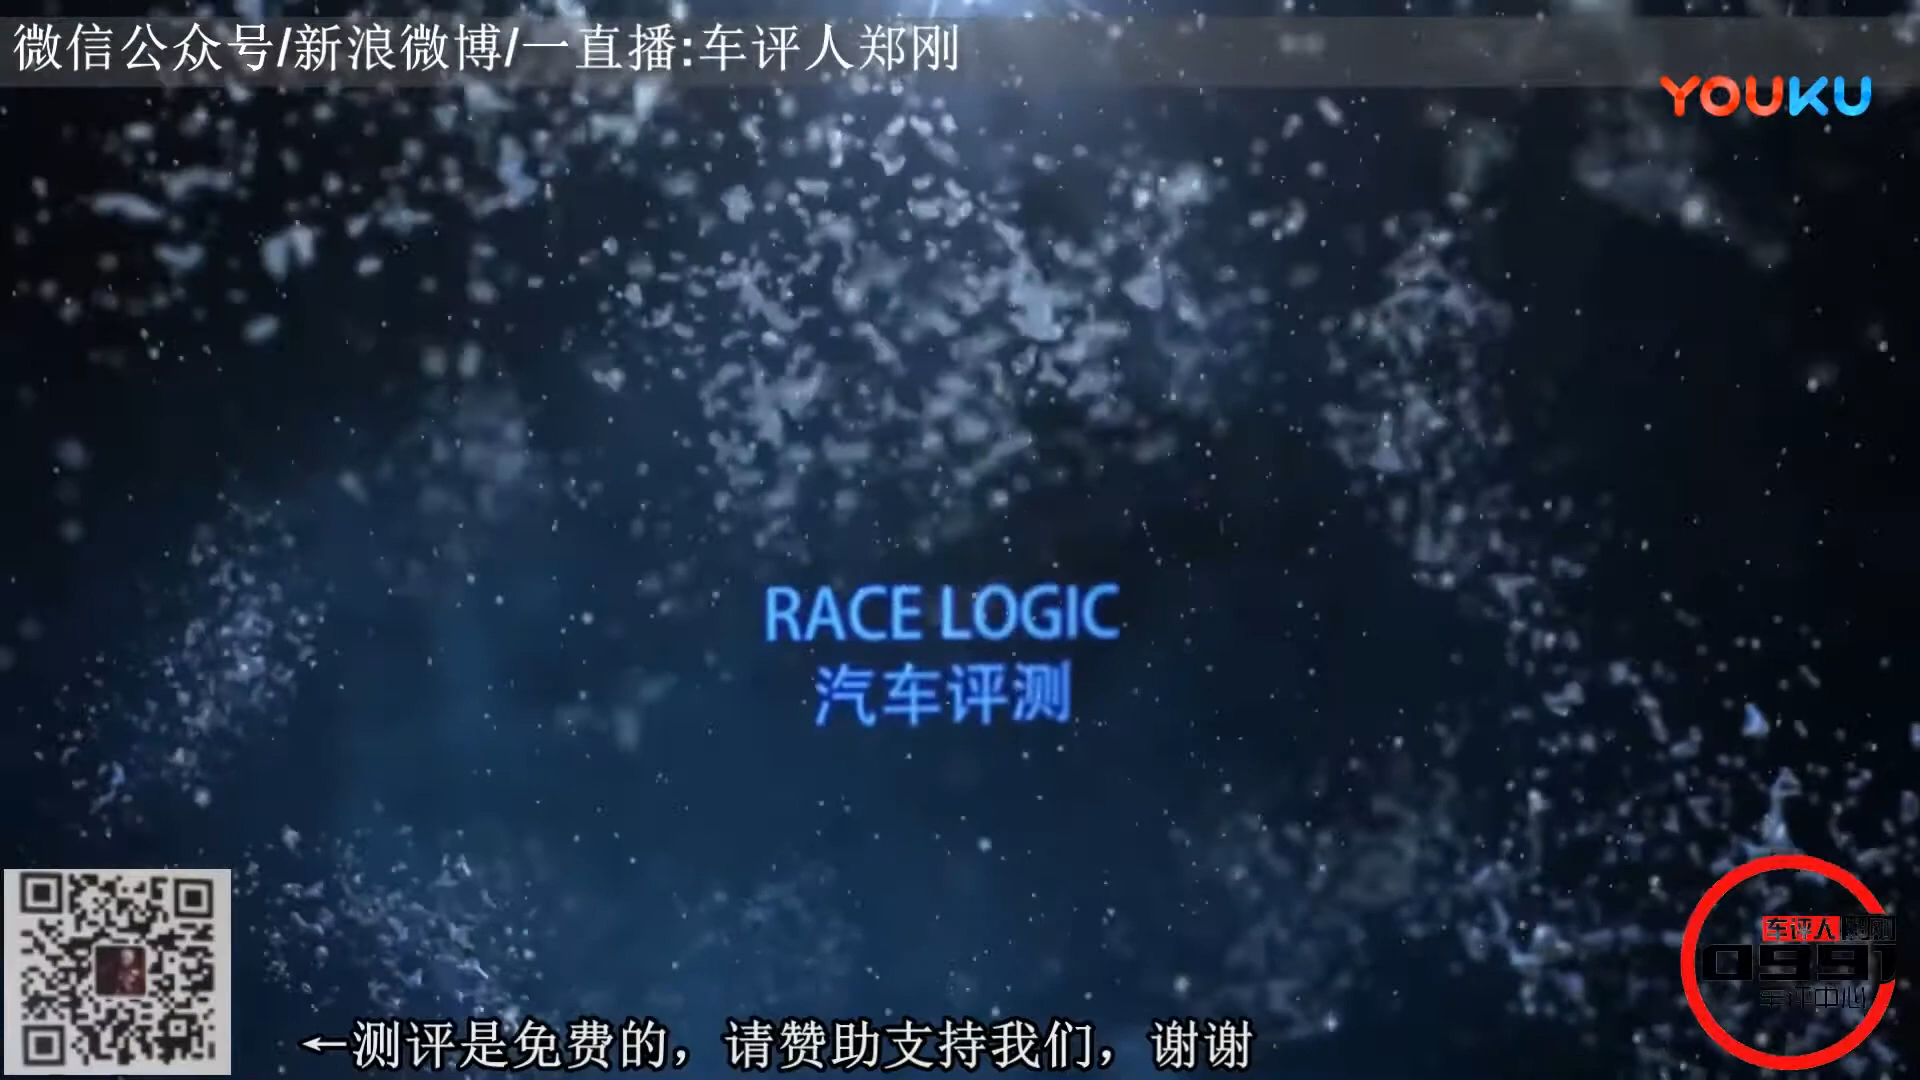 微信公众号/新浪微博/一直播:车评人郑刚
YOUKU
RACE LOGIC
汽车评测
车评人郑刚
0991
车评中心
←测评是免费的，请赞助支持我们，谢谢